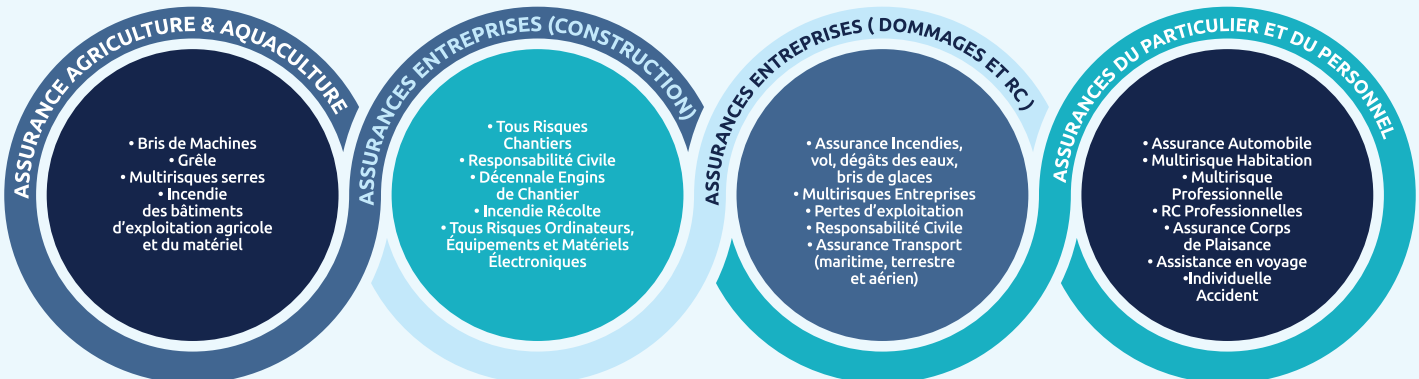 ASSURANCE AGRICULTURE & AQUACULTURE
• Bris de Machines
• Grêle
• Multirisques serres
• Incendie
des bâtiments
d'exploitation agricole
et du matériel
ASSURANCES ENTREPRISES (CONSTRUCTION)
• Tous Risques
Chantiers
• Responsabilité Civile
• Décennale Engins
de Chantier
• Incendie Récolte
• Tous Risques Ordinateurs,
Équipements et Matériels
Électroniques
ASSURANCES ENTREPRISES ( DOMMAGES ET RC )
• Assurance Incendies,
vol, dégâts des eaux,
bris de glaces
• Multirisques Entreprises
• Pertes d'exploitation
• Responsabilité Civile
• Assurance Transport
(maritime, terrestre
et aérien)
ASSURANCES DU PARTICULIER ET DU PERSONNEL
• Assurance Automobile
• Multirisque Habitation
• Multirisque
Professionnelle
• RC Professionnelles
• Assurance Corps
de Plaisance
• Assistance en voyage
•Individuelle
Accident